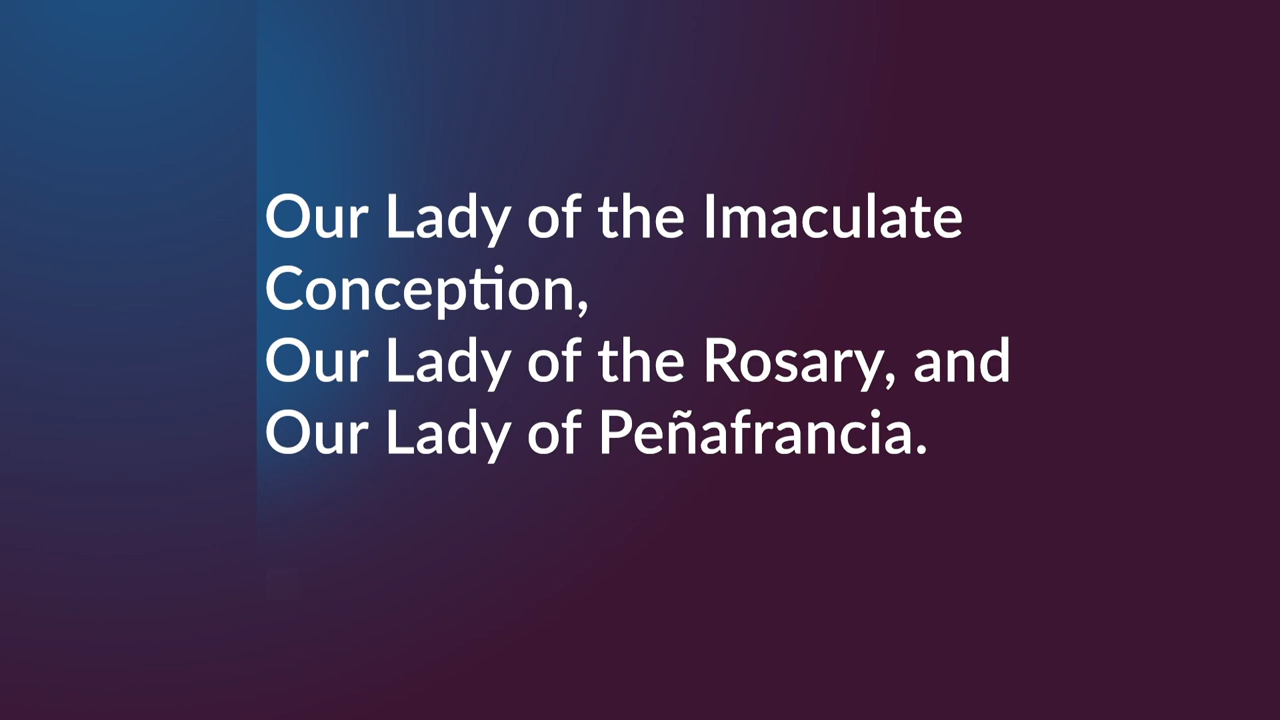 Our Lady of the Imaculate
Conception,
Our Lady of the Rosary, and
Our Lady of Peñafrancia.